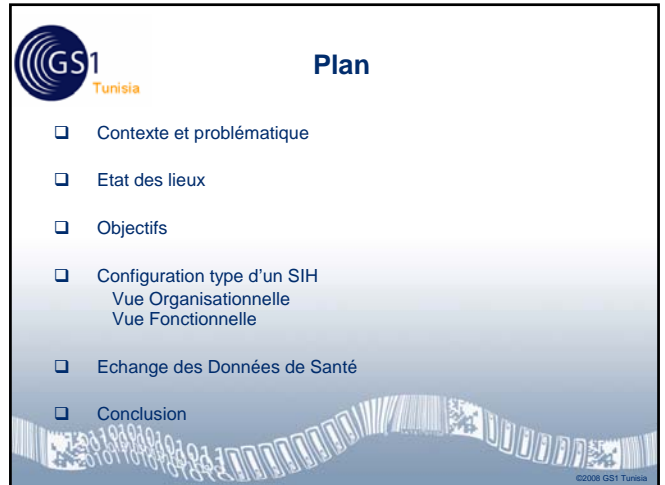 GS1
Tunisia
Plan
❑ Contexte et problématique
❑ Etat des lieux
❑ Objectifs
❑ Configuration type d'un SIH
Vue Organisationnelle
Vue Fonctionnelle
❑ Echange des Données de Santé
❑ Conclusion
©2008 GS1 Tunisia